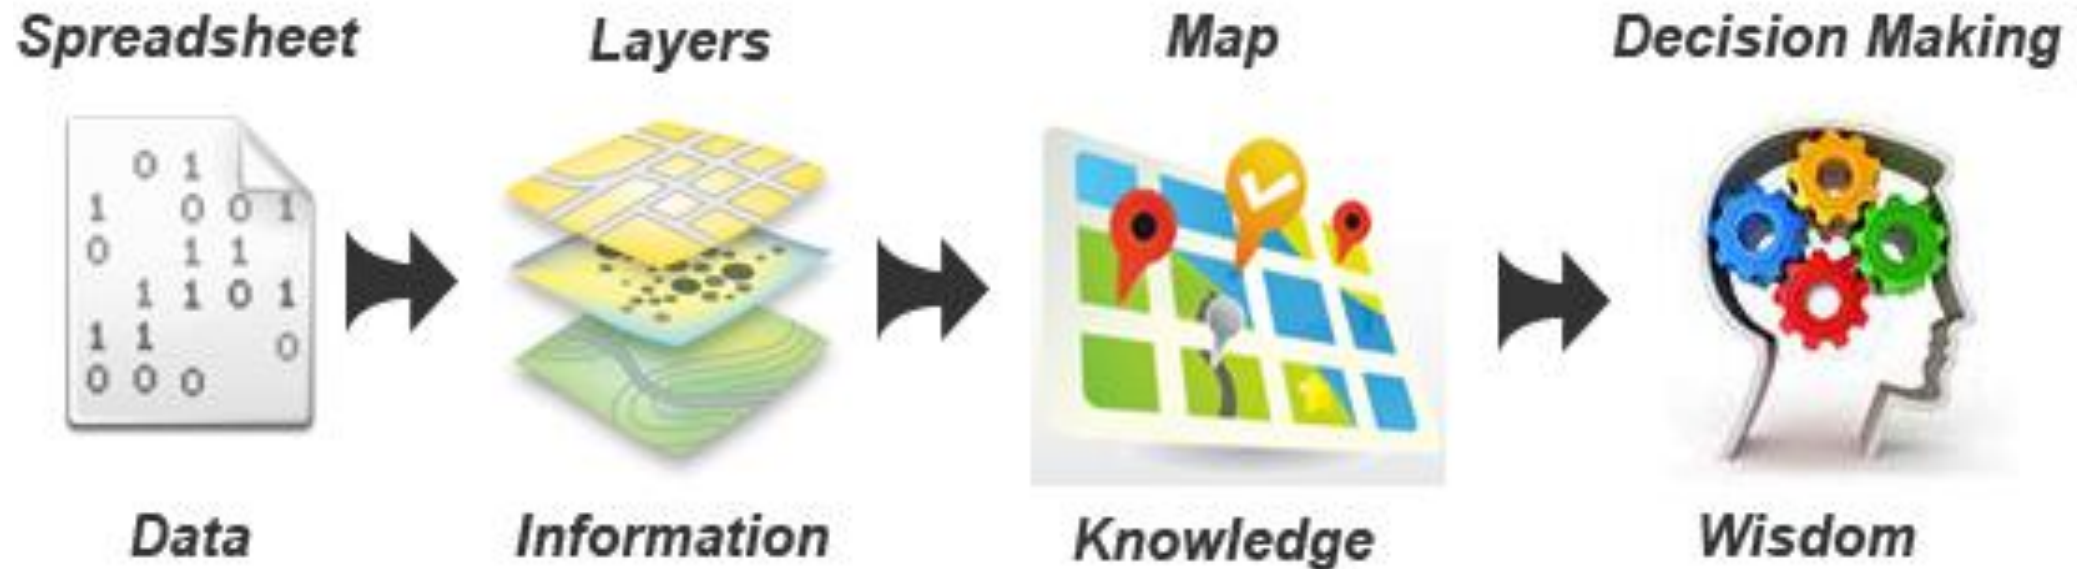 Spreadsheet
Layers
Map
Decision Making
0 1
1 0 0 1
0 1 1
1 1 0 1
1 1 0
0 0 0
Data
Information
Knowledge
Wisdom